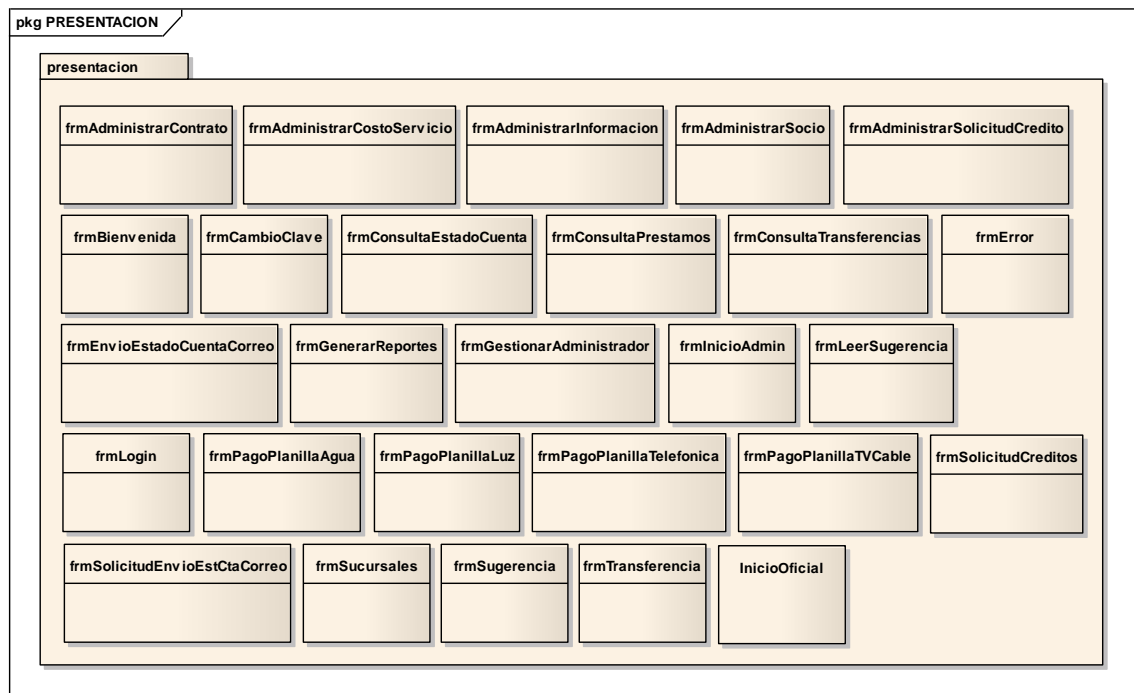 pkg PRESENTACION
presentacion
frmAdministrarContrato
frmAdministrarCostoServicio
frmAdministrarInformacion
frmAdministrarSocio
frmAdministrarSolicitudCredito
frmBienvenida
frmCambioClave
frmConsultaEstadoCuenta
frmConsultaPrestamos
frmConsultaTransferencias
frmError
frmEnvioEstadoCuentaCorreo
frmGenerarReportes
frmGestionarAdministrador
frmInicioAdmin
frmLeerSugerencia
frmLogin
frmPagoPlanillaAgua
frmPagoPlanillaLuz
frmPagoPlanillaTelefonica
frmPagoPlanillaTVCable
frmSolicitudCreditos
frmSolicitudEnvioEstCtaCorreo
frmSucursales
frmSugerencia
frmTransferencia
InicioOficial